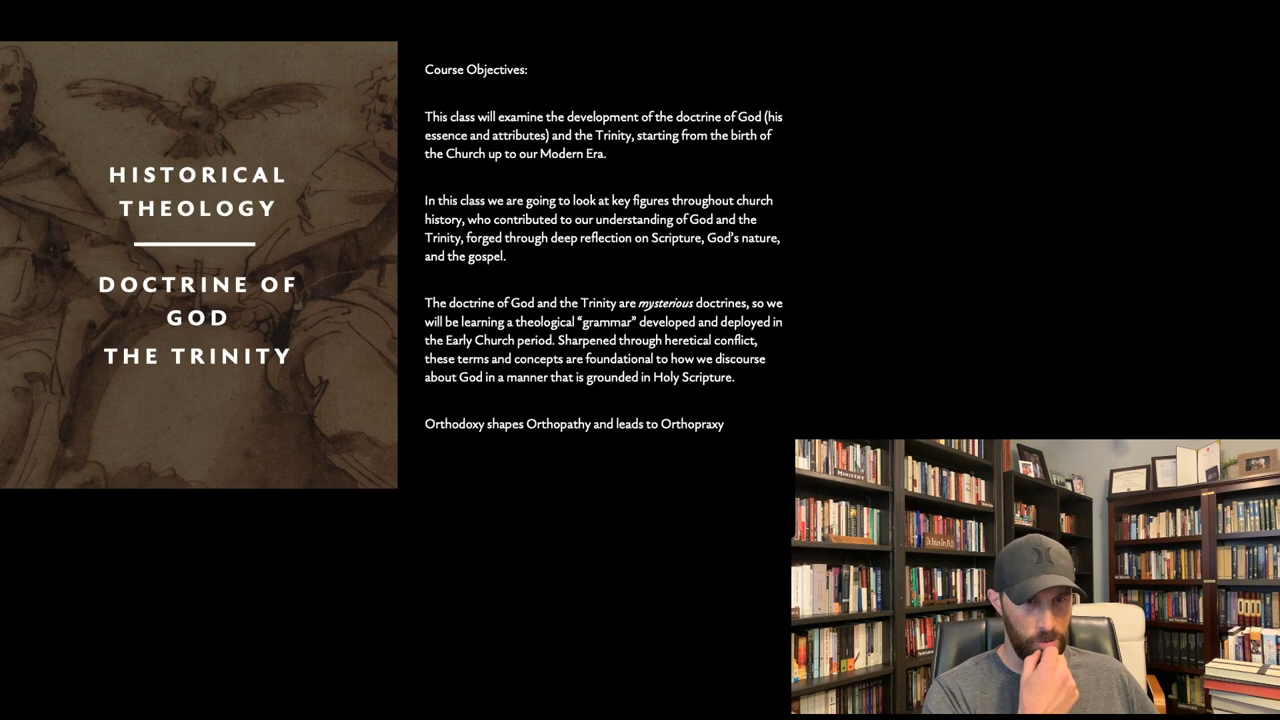 HISTORICAL
THEOLOGY
DOCTRINE OF
GOD
THE TRINITY
Course Objectives:
This class will examine the development of the doctrine of God (his
essence and attributes) and the Trinity, starting from the birth of
the Church up to our Modern Era.
In this class we are going to look at key figures throughout church
history, who contributed to our understanding of God and the
Trinity, forged through deep reflection on Scripture, God’s nature,
and the gospel.
The doctrine of God and the Trinity are mysterious doctrines, so we
will be learning a theological “grammar” developed and deployed in
the Early Church period. Sharpened through heretical conflict,
these terms and concepts are foundational to how we discourse
about God in a manner that is grounded in Holy Scripture.
Orthodoxy shapes Orthopathy and leads to Orthopraxy
MINISTRY